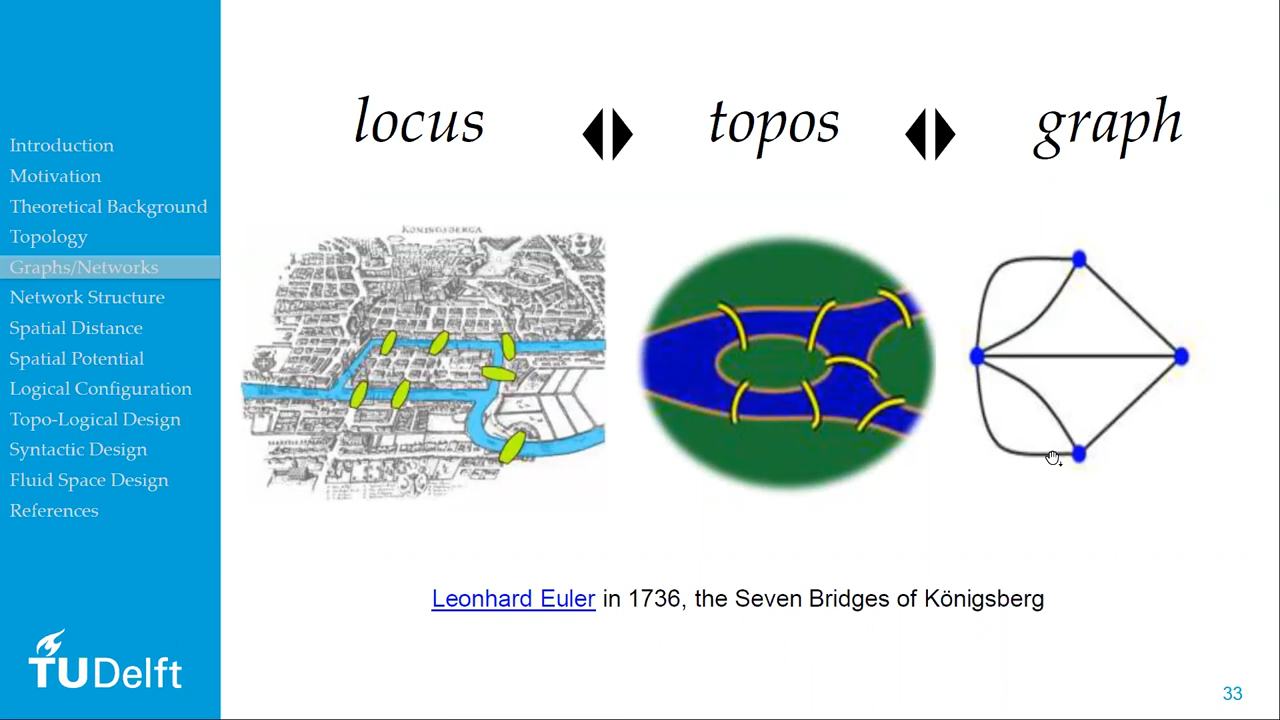 locus
topos
graph
Introduction
Motivation
Theoretical Background
Topology
Graphs/Networks
Network Structure
Spatial Distance
Spatial Potential
Logical Configuration
Topo-Logical Design
Syntactic Design
Fluid Space Design
References
KONINGSBERGA
Leonhard Euler in 1736, the Seven Bridges of Königsberg
TUDelft
33